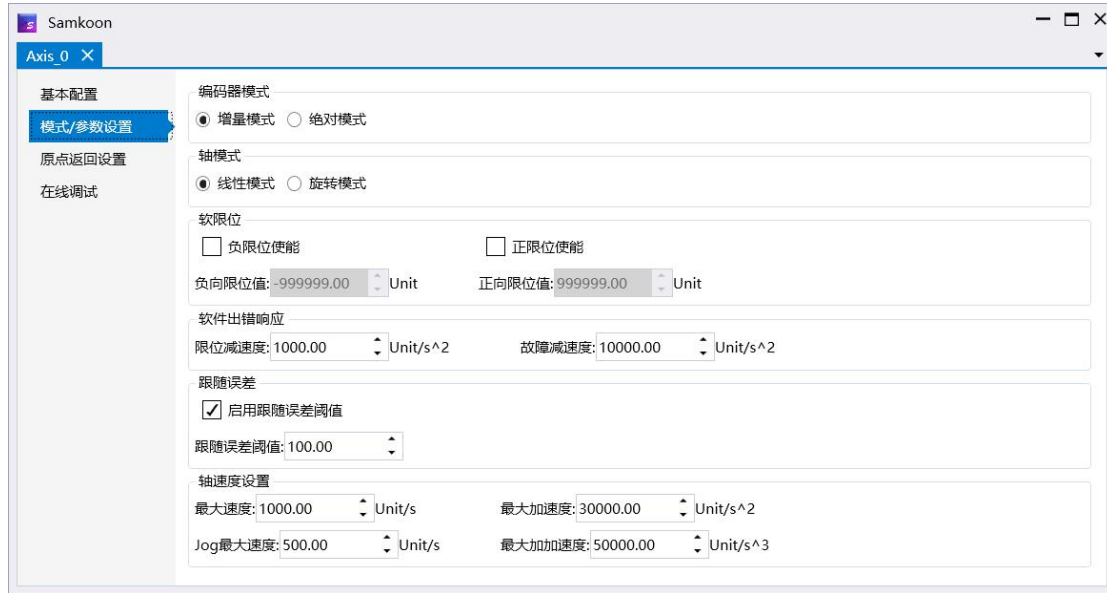 Samkoon
Axis_0
基本配置
模式/参数设置
原点返回设置
在线调试
编码器模式
增量模式 绝对模式
轴模式
线性模式 旋转模式
软限位
负限位使能 正限位使能
负向限位值: -999999.00 Unit 正向限位值: 999999.00 Unit
软件出错响应
限位减速度: 1000.00 Unit/s^2 故障减速度: 10000.00 Unit/s^2
跟随误差
启用跟随误差阈值
跟随误差阈值: 100.00
轴速度设置
最大速度: 1000.00 Unit/s 最大加速度: 30000.00 Unit/s^2
Jog最大速度: 500.00 Unit/s 最大加加速度: 50000.00 Unit/s^3